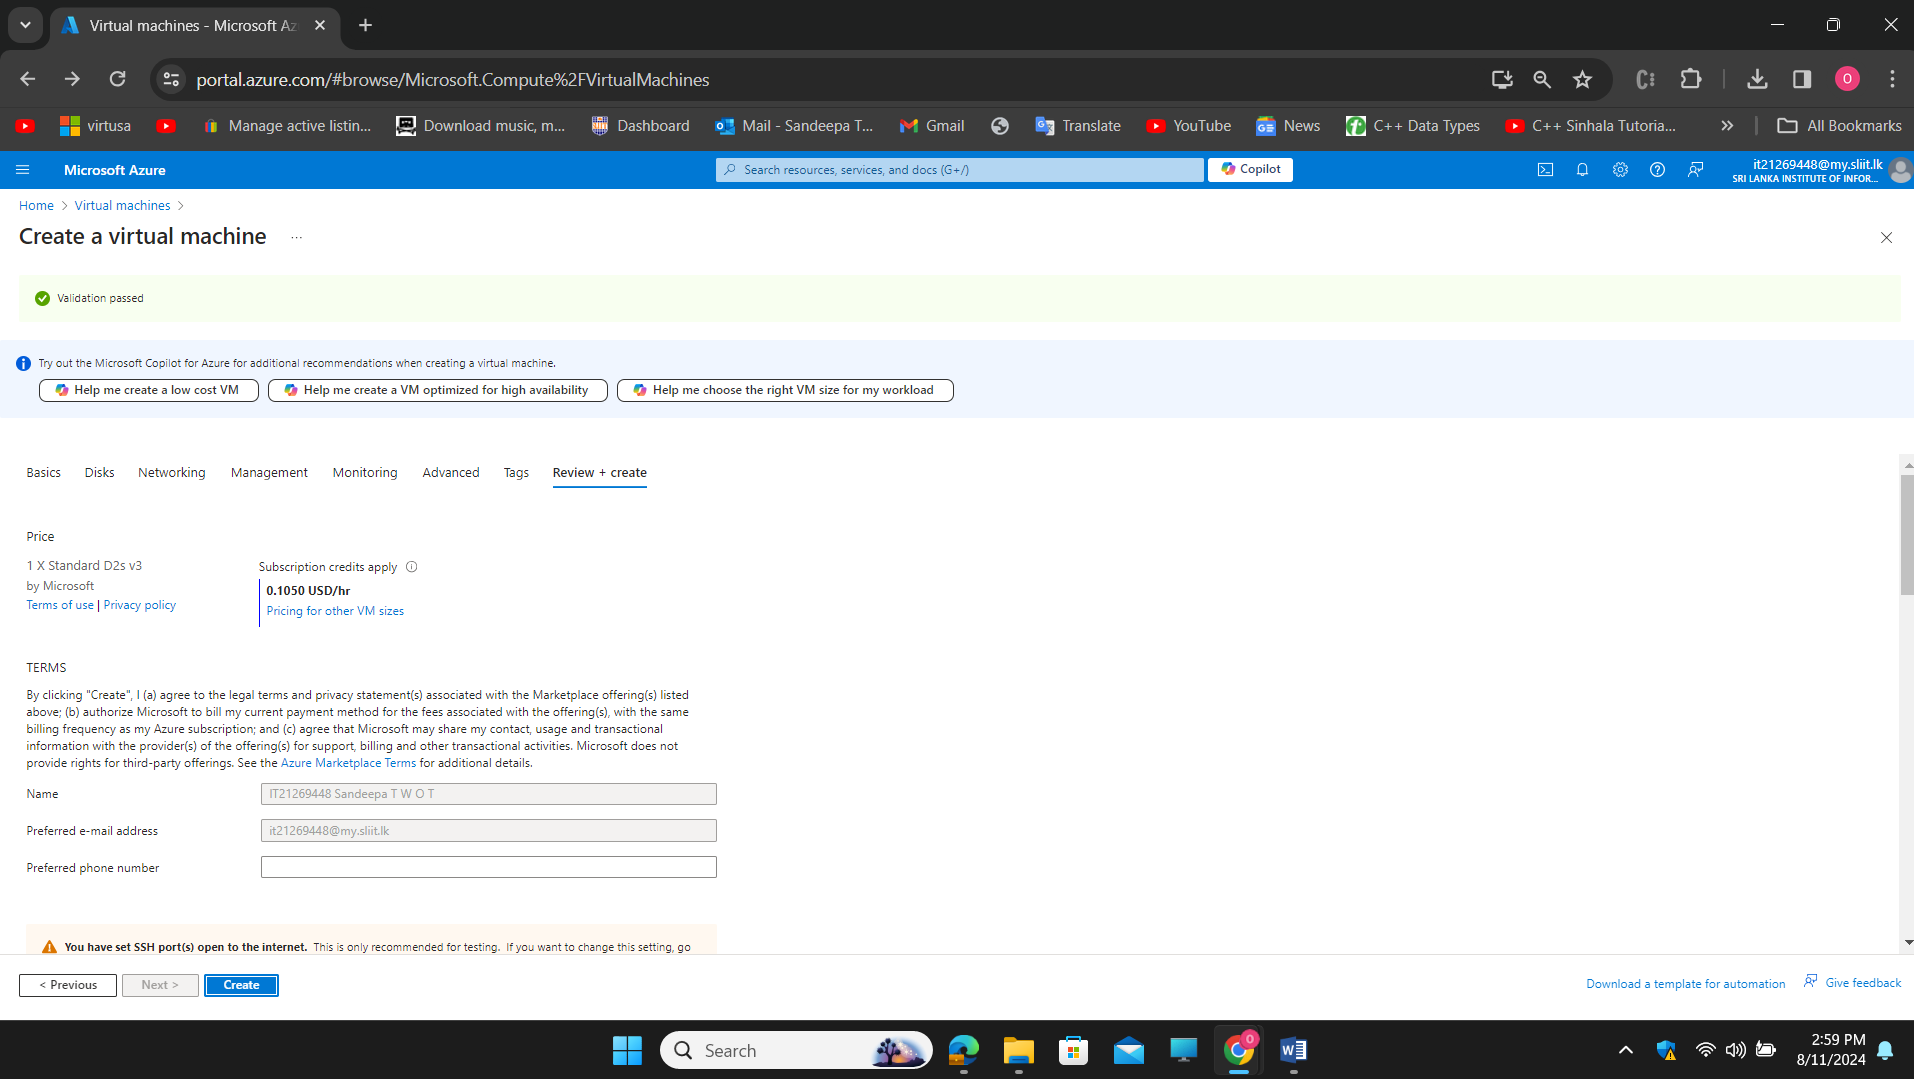 Virtual machines - Microsoft Az
portal.azure.com/#browse/Microsoft.Compute%2FVirtualMachines
O
virtusa
Manage active listin...
Download music, m...
Dashboard
Mail - Sandeepa T...
Gmail
Translate
YouTube
News
C++ Data Types
C++ Sinhala Tutoria...
All Bookmarks
Microsoft Azure
Search resources, services, and docs (G+/)
Copilot
it21269448@my.sliit.lk
SRI LANKA INSTITUTE OF INFOR...
Home > Virtual machines >
Create a virtual machine ...
Validation passed
Try out the Microsoft Copilot for Azure for additional recommendations when creating a virtual machine.
Help me create a low cost VM
Help me create a VM optimized for high availability
Help me choose the right VM size for my workload
Basics Disks Networking Management Monitoring Advanced Tags Review + create
Price
1 X Standard D2s v3
by Microsoft
Terms of use | Privacy policy
Subscription credits apply
0.1050 USD/hr
Pricing for other VM sizes
TERMS
By clicking "Create", I (a) agree to the legal terms and privacy statement(s) associated with the Marketplace offering(s) listed
above; (b) authorize Microsoft to bill my current payment method for the fees associated with the offering(s), with the same
billing frequency as my Azure subscription; and (c) agree that Microsoft may share my contact, usage and transactional
information with the provider(s) of the offering(s) for support, billing and other transactional activities. Microsoft does not
provide rights for third-party offerings. See the Azure Marketplace Terms for additional details.
Name
IT21269448 Sandeepa T W O T
Preferred e-mail address
it21269448@my.sliit.lk
Preferred phone number
You have set SSH port(s) open to the internet. This is only recommended for testing. If you want to change this setting, go
< Previous
Next >
Create
Download a template for automation
Give feedback
Search
2:59 PM
8/11/2024